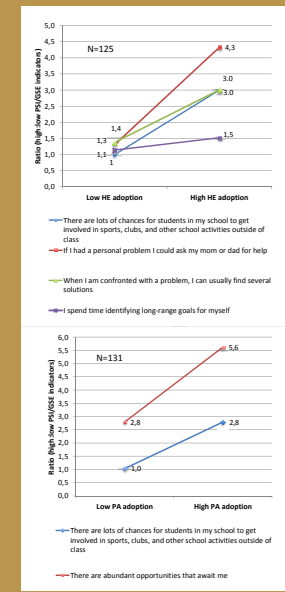 Ratio (high:low PSI/GSE indicators)
5,0
4,5
4,0
3,5
3,0
2,5
2,0
1,5
1,0
0,5
0,0
N=125
4,3
3.0
3.0
1,5
1,4
1,3
1,1
1
Low HE adoption
High HE adoption
There are lots of chances for students in my school to get
involved in sports, clubs, and other school activities outside of
class
If I had a personal problem I could ask my mom or dad for help
When I am confronted with a problem, I can usually find several
solutions
I spend time identifying long-range goals for myself
Ratio (high:low PSI/GSE indicators)
6,0
5,5
5,0
4,5
4,0
3,5
3,0
2,5
2,0
1,5
1,0
0,5
0,0
N=131
5,6
2,8
2,8
1,0
Low PA adoption
High PA adoption
There are lots of chances for students in my school to get
involved in sports, clubs, and other school activities outside of
class
There are abundant opportunities that await me